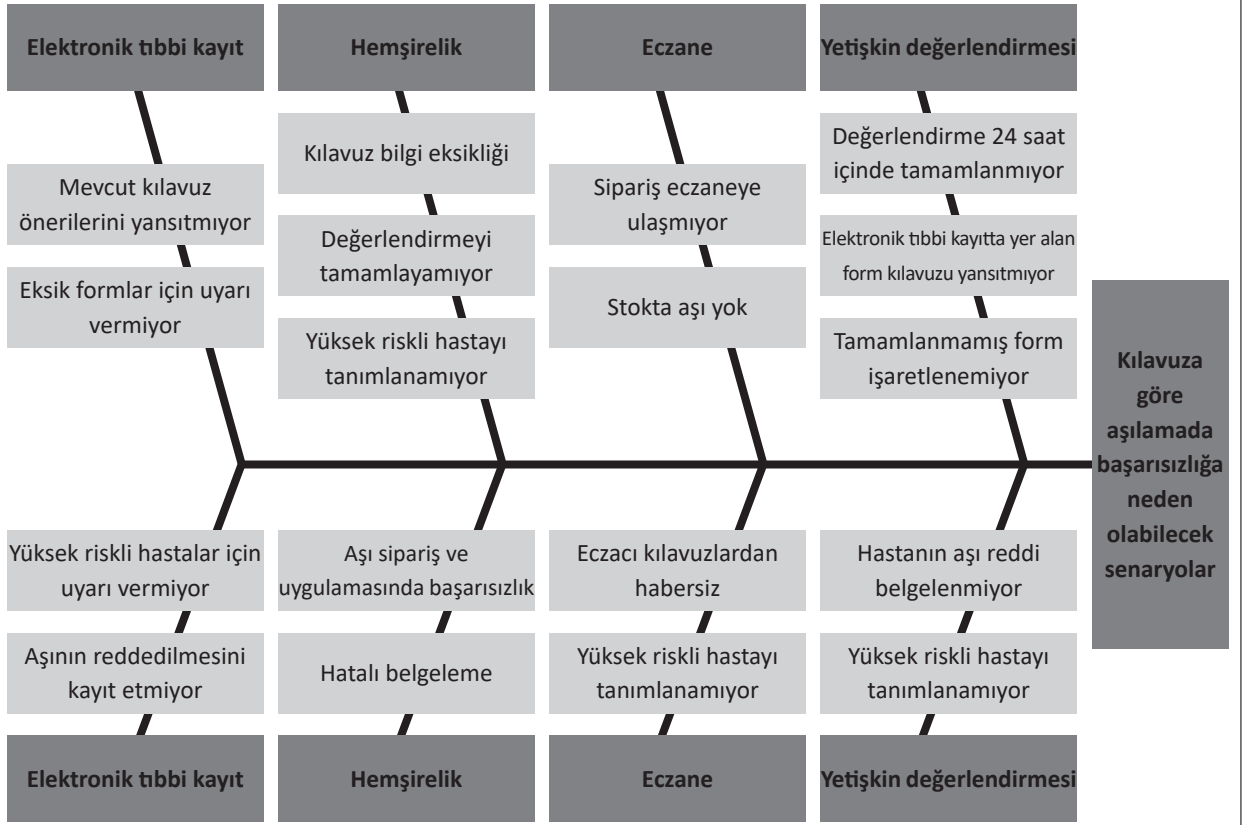 Elektronik tıbbi kayıt
Hemşirelik
Eczane
Yetişkin değerlendirmesi
Mevcut kılavuz
önerilerini yansıtmıyor
Eksik formlar için uyarı
vermiyor
Kılavuz bilgi eksikliği
Değerlendirmeyi
tamamlayamıyor
Yüksek riskli hastayı
tanımlanamıyor
Sipariş eczaneye
ulaşmıyor
Stokta aşı yok
Değerlendirme 24 saat
içinde tamamlanmıyor
Elektronik tıbbi kayıtta yer alan
form kılavuzu yansıtmıyor
Tamamlanmamış form
işaretlenemiyor
Kılavuza
göre
aşılamada
başarısızlığa
neden
olabilecek
senaryolar
Yüksek riskli hastalar için
uyarı vermiyor
Aşının reddedilmesini
kayıt etmiyor
Aşı sipariş ve
uygulamasında başarısızlık
Hatalı belgeleme
Eczacı kılavuzlardan
habersiz
Yüksek riskli hastayı
tanımlanamıyor
Hastanın aşı reddi
belgelenmiyor
Yüksek riskli hastayı
tanımlanamıyor
Elektronik tıbbi kayıt
Hemşirelik
Eczane
Yetişkin değerlendirmesi